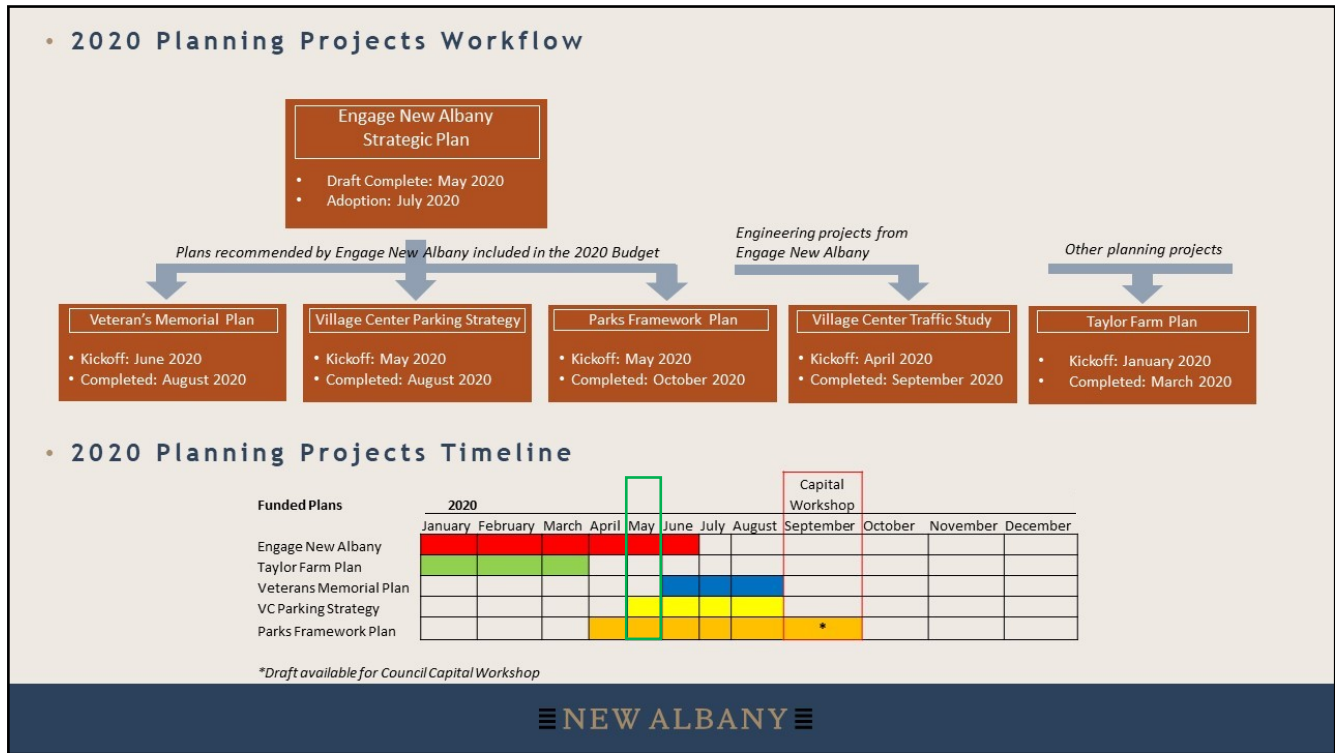 • 2020 Planning Projects Workflow
Engage New Albany
Strategic Plan
• Draft Complete: May 2020
• Adoption: July 2020
Plans recommended by Engage New Albany included in the 2020 Budget
Engineering projects from
Engage New Albany
Other planning projects
Veteran's Memorial Plan
• Kickoff: June 2020
• Completed: August 2020
Village Center Parking Strategy
• Kickoff: May 2020
• Completed: August 2020
Parks Framework Plan
• Kickoff: May 2020
• Completed: October 2020
Village Center Traffic Study
• Kickoff: April 2020
• Completed: September 2020
Taylor Farm Plan
• Kickoff: January 2020
• Completed: March 2020
• 2020 Planning Projects Timeline
Capital
Funded Plans 2020 Workshop
January February March April May June July August September October November December
Engage New Albany
Taylor Farm Plan
Veterans Memorial Plan
VC Parking Strategy
Parks Framework Plan *
*Draft available for Council Capital Workshop
NEW ALBANY